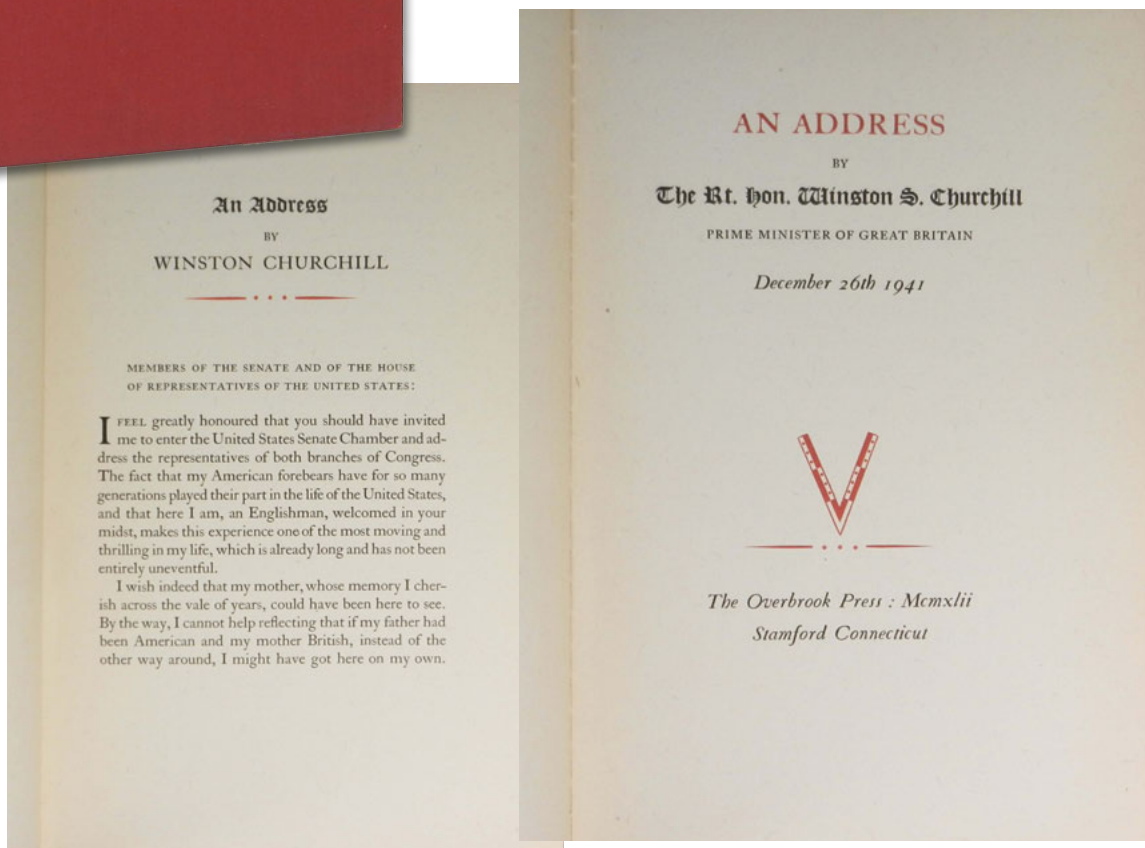 An Address
BY
WINSTON CHURCHILL
MEMBERS OF THE SENATE AND OF THE HOUSE
OF REPRESENTATIVES OF THE UNITED STATES:
I FEEL greatly honoured that you should have invited
me to enter the United States Senate Chamber and ad-
dress the representatives of both branches of Congress.
The fact that my American forebears have for so many
generations played their part in the life of the United States,
and that here I am, an Englishman, welcomed in your
midst, makes this experience one of the most moving and
thrilling in my life, which is already long and has not been
entirely uneventful.
I wish indeed that my mother, whose memory I cher-
ish across the vale of years, could have been here to see.
By the way, I cannot help reflecting that if my father had
been American and my mother British, instead of the
other way around, I might have got here on my own.
AN ADDRESS
BY
The Rt. Hon. Winston S. Churchill
PRIME MINISTER OF GREAT BRITAIN
December 26th 1941
V
The Overbrook Press : Mcmxlii
Stamford Connecticut